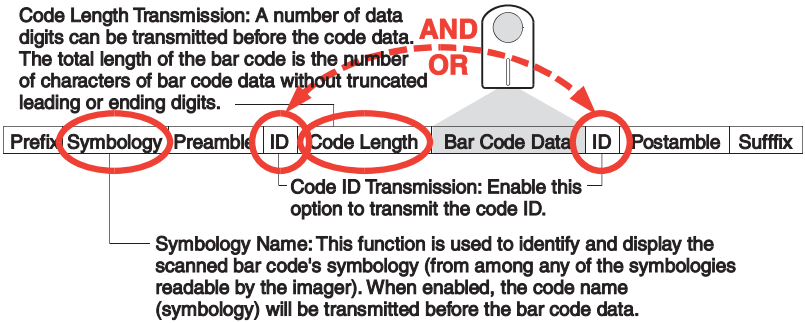 Code Length Transmission: A number of data
digits can be transmitted before the code data.
The total length of the bar code is the number
of characters of bar code data without truncated
leading or ending digits.
AND
OR
Prefix Symbology Preamble ID Code Length Bar Code Data ID Postamble Sufffix
Code ID Transmission: Enable this
option to transmit the code ID.
Symbology Name: This function is used to identify and display the
scanned bar code's symbology (from among any of the symbologies
readable by the imager). When enabled, the code name
(symbology) will be transmitted before the bar code data.